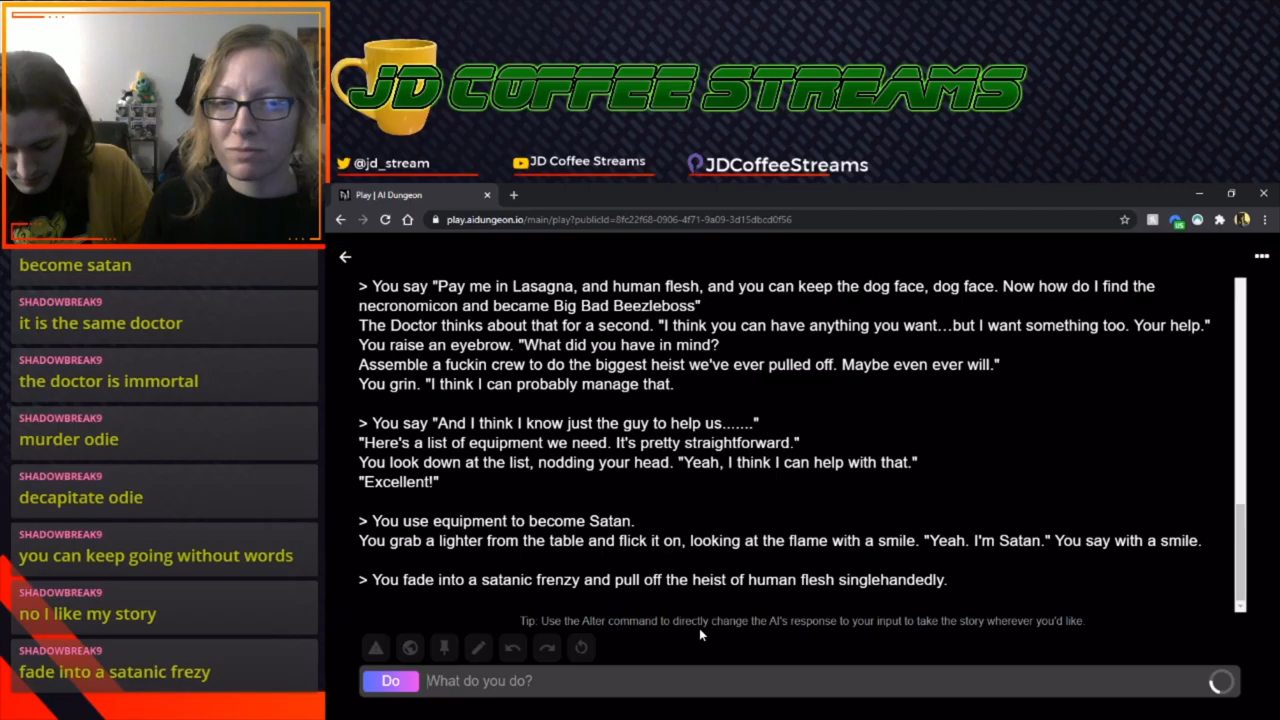 JD COFFEE STREAMS
@jd_stream
JD Coffee Streams
JDCoffeeStreams
Play | AI Dungeon
play.aidungeon.io/main/play?publicId=8fc22f68-0906-4f71-9a09-3d15dbcd0f56
become satan
SHADOWBREAK9
it is the same doctor
SHADOWBREAK9
the doctor is immortal
SHADOWBREAK9
murder odie
SHADOWBREAK9
decapitate odie
SHADOWBREAK9
you can keep going without words
SHADOWBREAK9
no I like my story
SHADOWBREAK9
fade into a satanic frezy
> You say "Pay me in Lasagna, and human flesh, and you can keep the dog face, dog face. Now how do I find the
necronomicon and became Big Bad Beezleboss"
The Doctor thinks about that for a second. "I think you can have anything you want…but I want something too. Your help."
You raise an eyebrow. "What did you have in mind?
Assemble a fuckin crew to do the biggest heist we've ever pulled off. Maybe even ever will."
You grin. "I think I can probably manage that.
> You say "And I think I know just the guy to help us......."
"Here's a list of equipment we need. It's pretty straightforward."
You look down at the list, nodding your head. "Yeah, I think I can help with that."
"Excellent!"
> You use equipment to become Satan.
You grab a lighter from the table and flick it on, looking at the flame with a smile. "Yeah. I'm Satan." You say with a smile.
> You fade into a satanic frenzy and pull off the heist of human flesh singlehandedly.
Tip: Use the Alter command to directly change the AI's response to your input to take the story wherever you'd like.
Do What do you do?